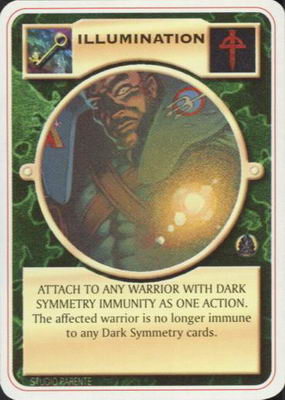 ILLUMINATION
ATTACH TO ANY WARRIOR WITH DARK
SYMMETRY IMMUNITY AS ONE ACTION.
The affected warrior is no longer immune
to any Dark Symmetry cards.
STUDIO PARENTE